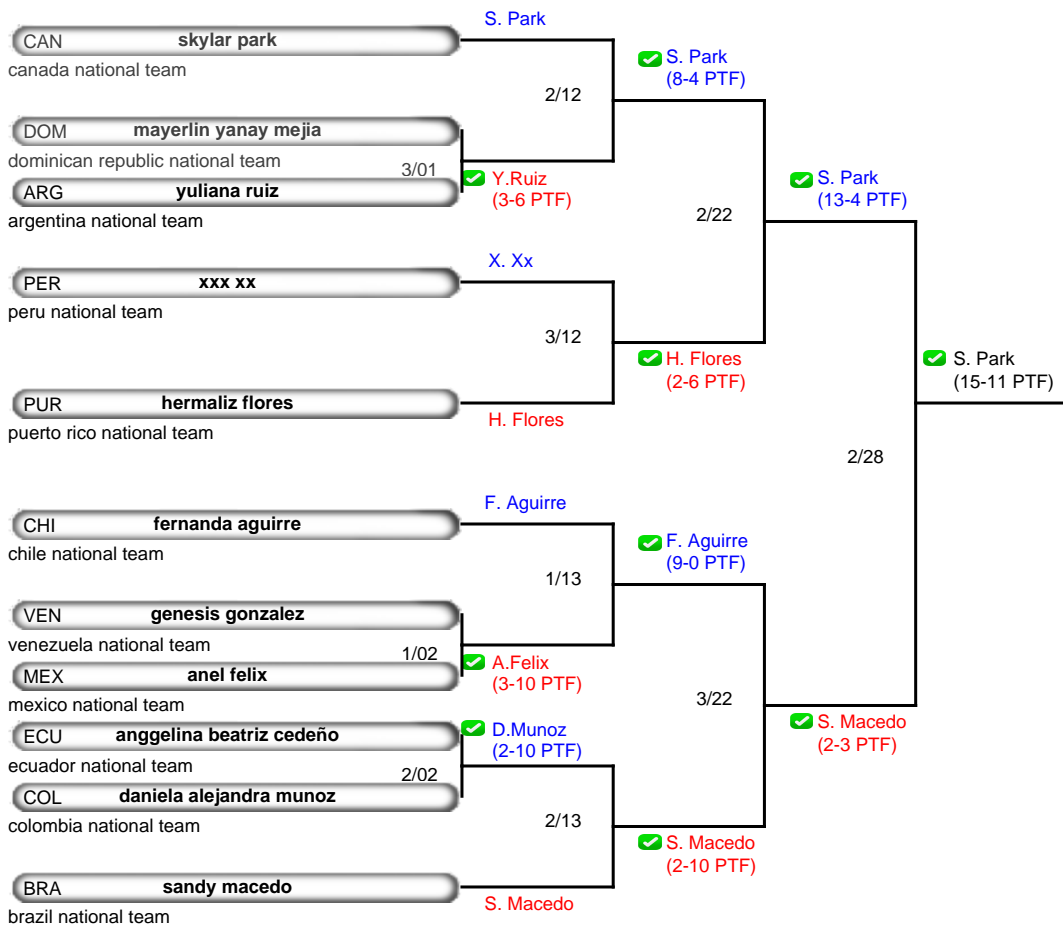 S. Park
CAN skylar park
canada national team
S. Park
(8-4 PTF)
2/12
DOM mayerlin yanay mejia
dominican republic national team
3/01
ARG yuliana ruiz
argentina national team
Y.Ruiz
(3-6 PTF)
S. Park
(13-4 PTF)
2/22
X. Xx
PER xxx xx
peru national team
3/12
H. Flores
(2-6 PTF)
PUR hermaliz flores
puerto rico national team
H. Flores
S. Park
(15-11 PTF)
2/28
F. Aguirre
CHI fernanda aguirre
chile national team
F. Aguirre
(9-0 PTF)
1/13
VEN genesis gonzalez
venezuela national team
1/02
MEX anel felix
mexico national team
A.Felix
(3-10 PTF)
3/22
S. Macedo
(2-3 PTF)
ECU anggelina beatriz cedeño
ecuador national team
D.Munoz
(2-10 PTF)
2/02
COL daniela alejandra munoz
colombia national team
2/13
S. Macedo
(2-10 PTF)
BRA sandy macedo
brazil national team
S. Macedo